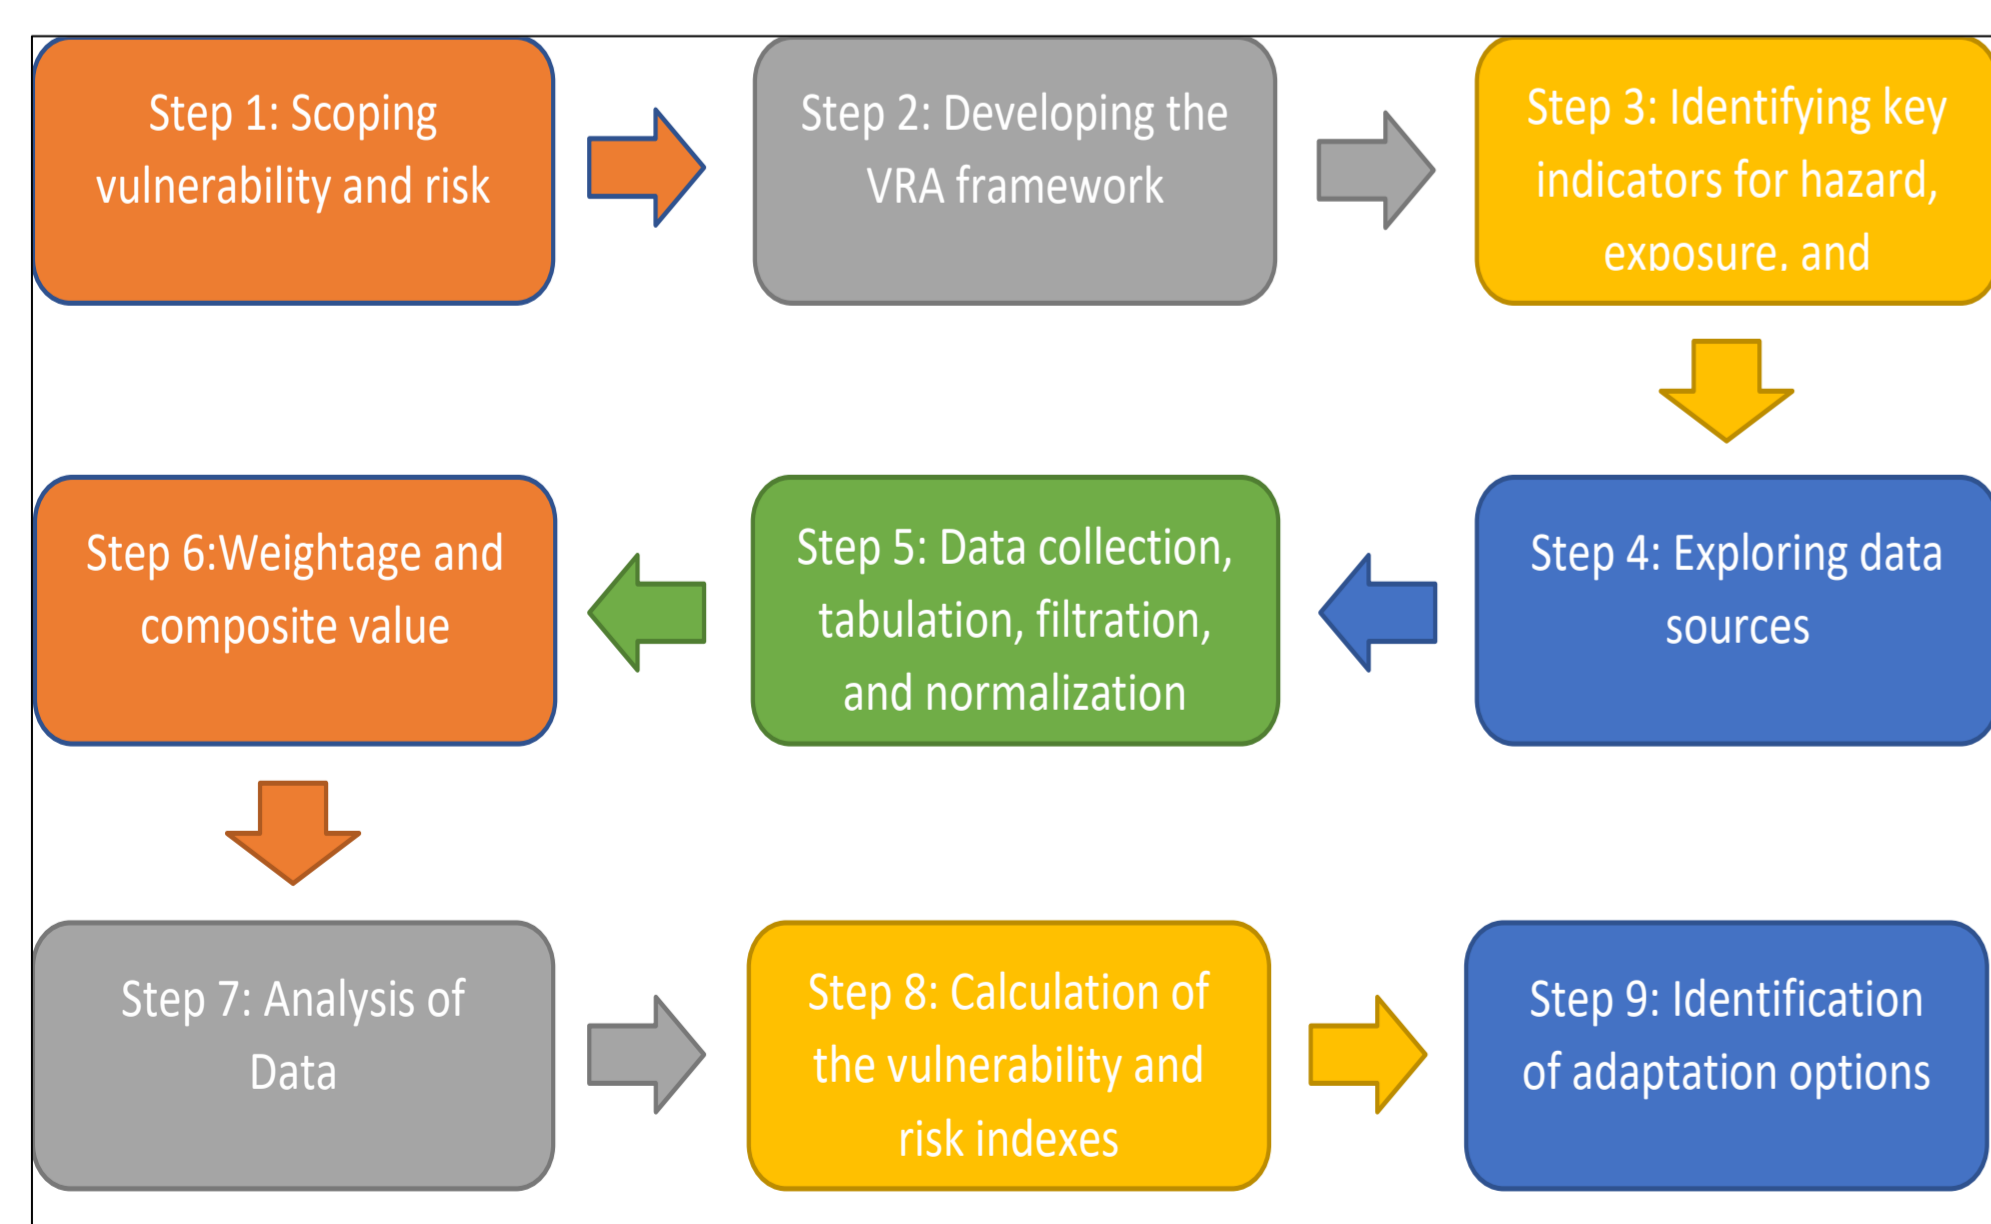 Step 1: Scoping
vulnerability and risk
Step 2: Developing the
VRA framework
Step 3: Identifying key
indicators for hazard,
exposure, and
Step 4: Exploring data
sources
Step 5: Data collection,
tabulation, filtration,
and normalization
Step 6:Weightage and
composite value
Step 7: Analysis of
Data
Step 8: Calculation of
the vulnerability and
risk indexes
Step 9: Identification
of adaptation options